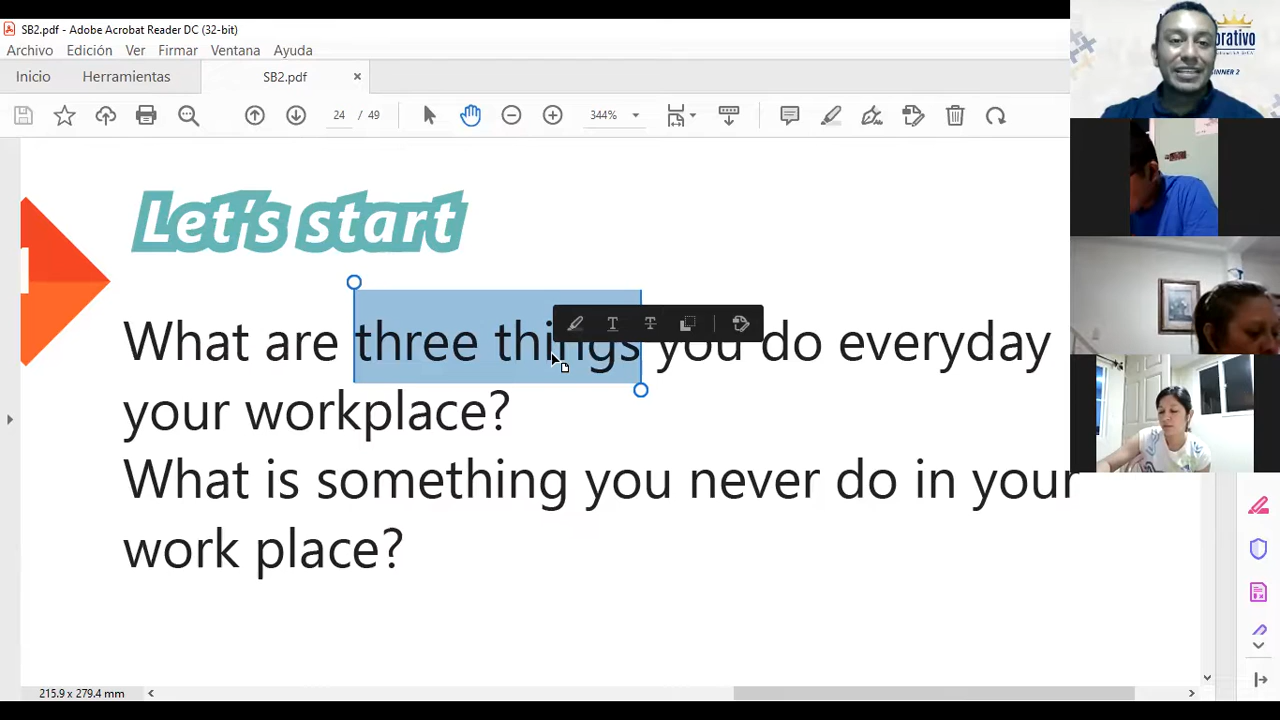 SB2.pdf - Adobe Acrobat Reader DC (32-bit)
Archivo Edición Ver Firmar Ventana Ayuda
Inicio Herramientas SB2.pdf ×
24 / 49 344%
Let's start
What are three things you do everyday
your workplace?
What is something you never do in your
work place?
215.9 x 279.4 mm